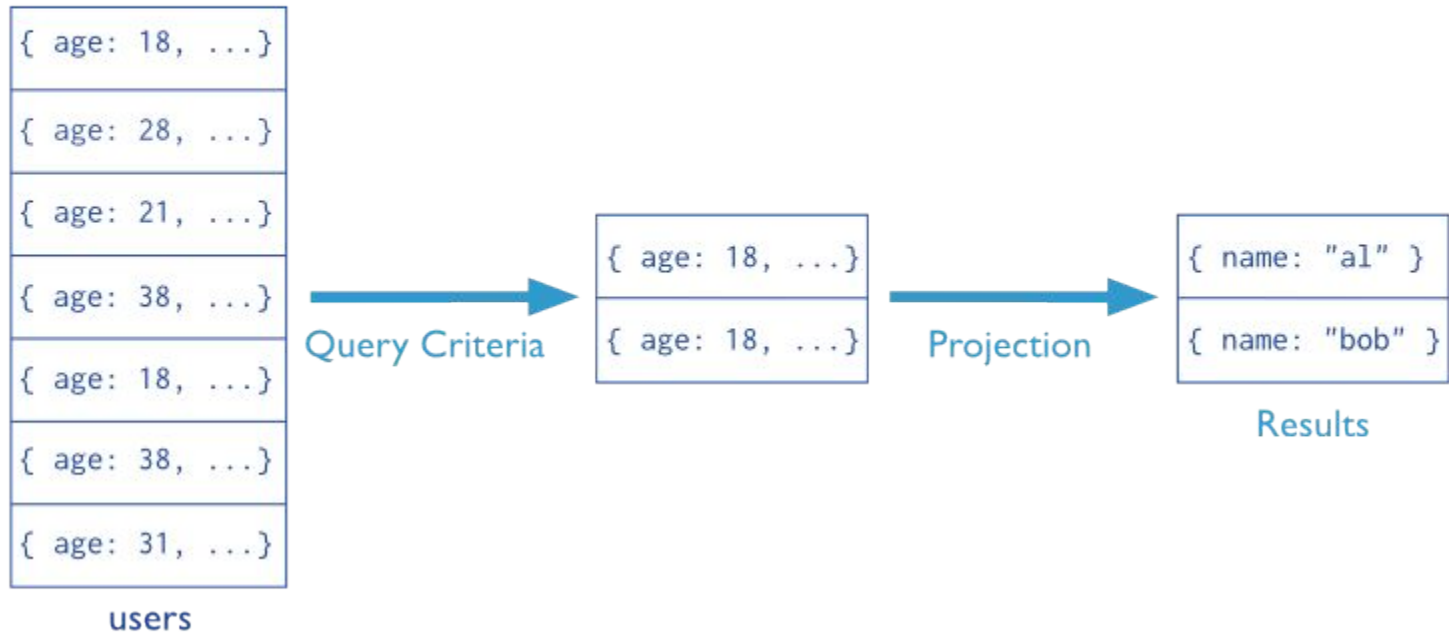 { age: 18, ...}
{ age: 28, ...}
{ age: 21, ...}
{ age: 38, ...}
{ age: 18, ...}
{ age: 38, ...}
{ age: 31, ...}
users
Query Criteria
{ age: 18, ...}
{ age: 18, ...}
Projection
{ name: "al" }
{ name: "bob" }
Results